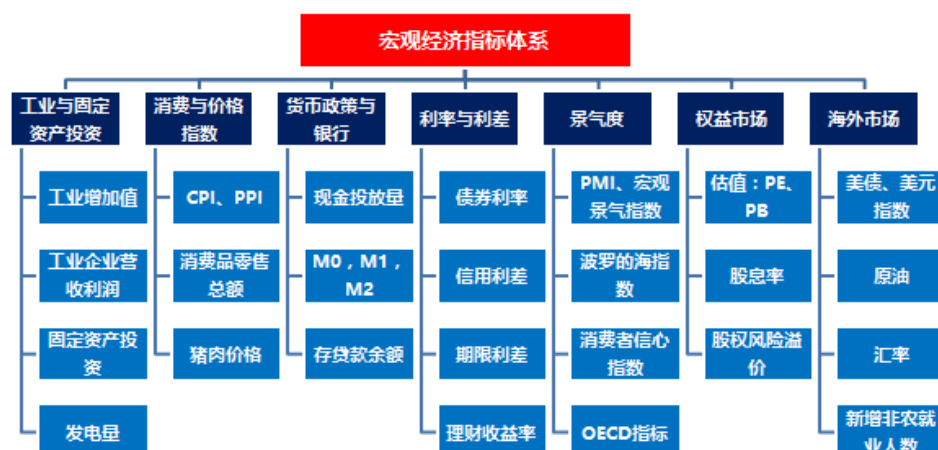 宏观经济指标体系
工业与固定
资产投资
消费与价格
指数
货币政策与
银行
利率与利差
景气度
权益市场
海外市场
工业增加值
CPI、PPI
现金投放量
债券利率
PMI、宏观
景气指数
估值：PE、
PB
美债、美元
指数
工业企业营
收利润
消费品零售
总额
M0，M1，
M2
信用利差
波罗的海指
数
股息率
原油
固定资产投
资
猪肉价格
存贷款余额
期限利差
消费者信心
指数
股权风险溢
价
汇率
发电量
理财收益率
OECD指标
新增非农就
业人数